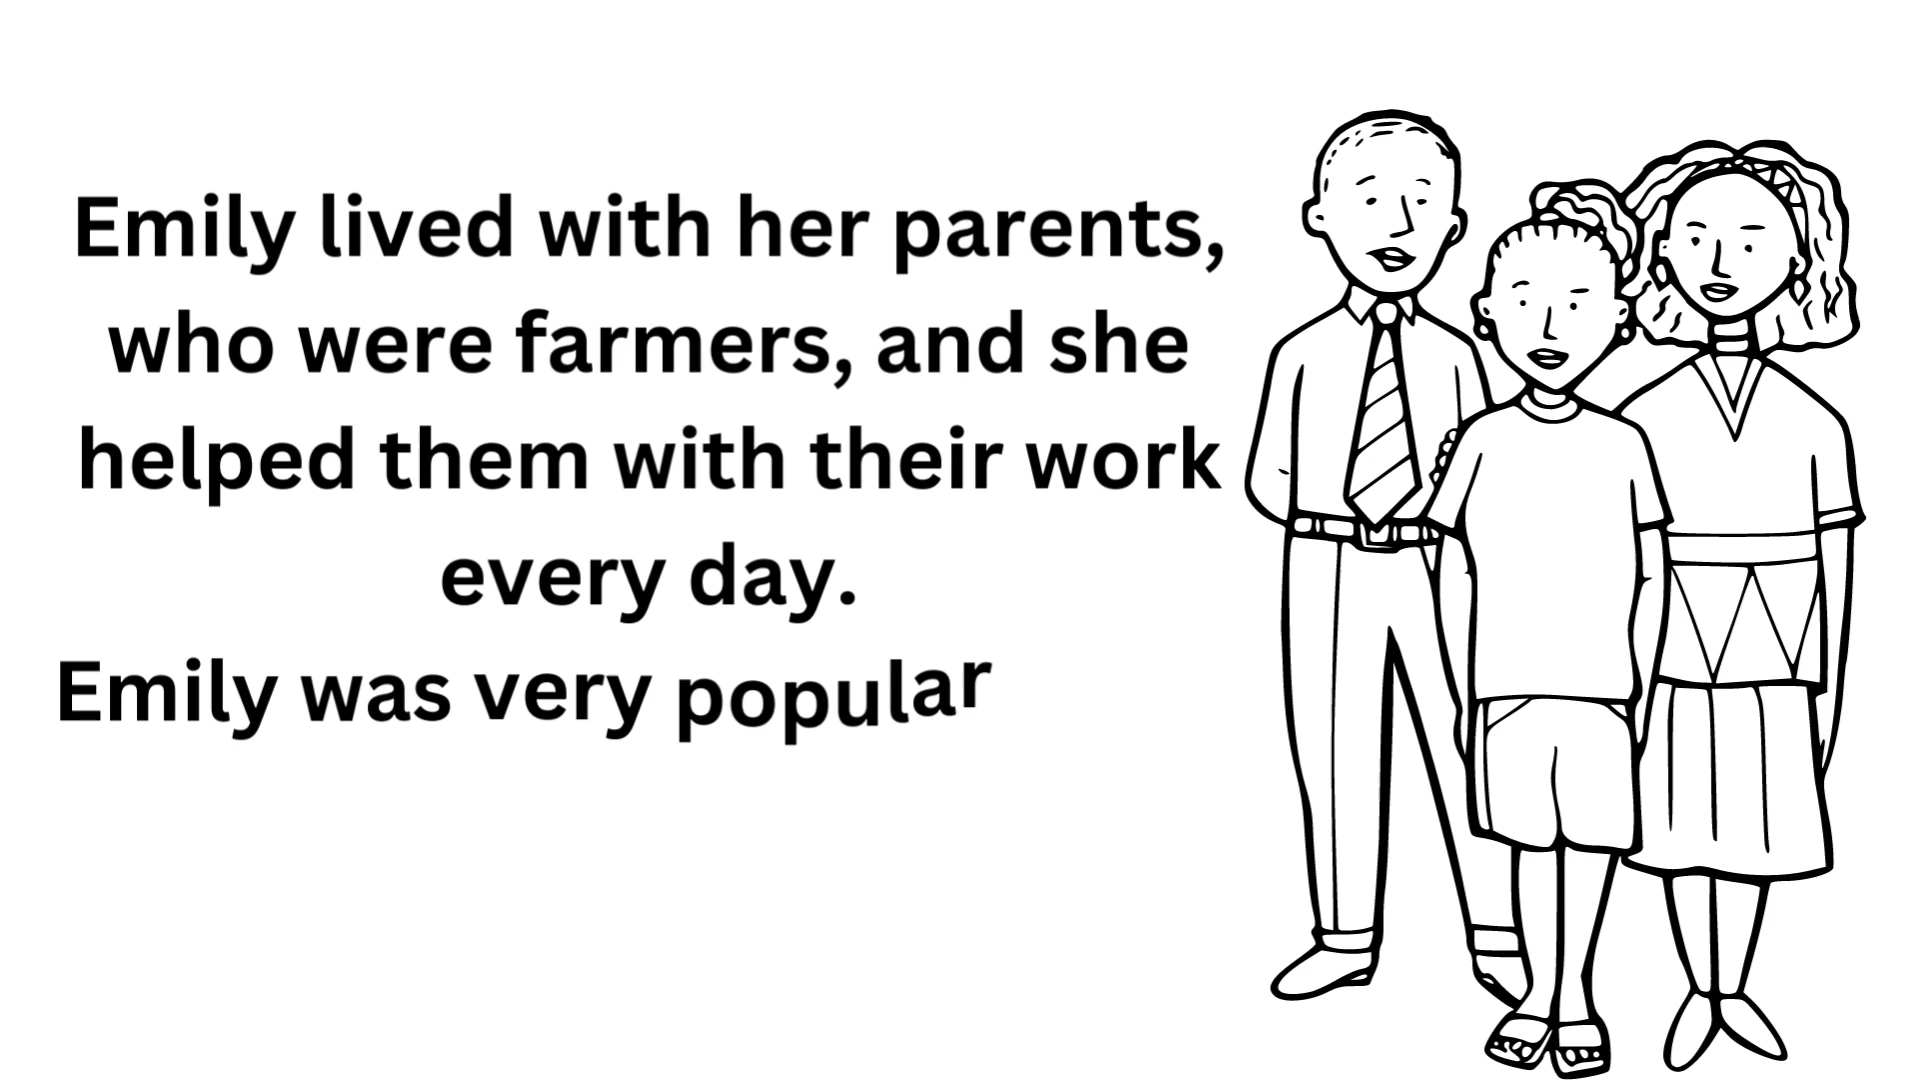 Emily lived with her parents,
who were farmers, and she
helped them with their work
every day.
Emily was very popular